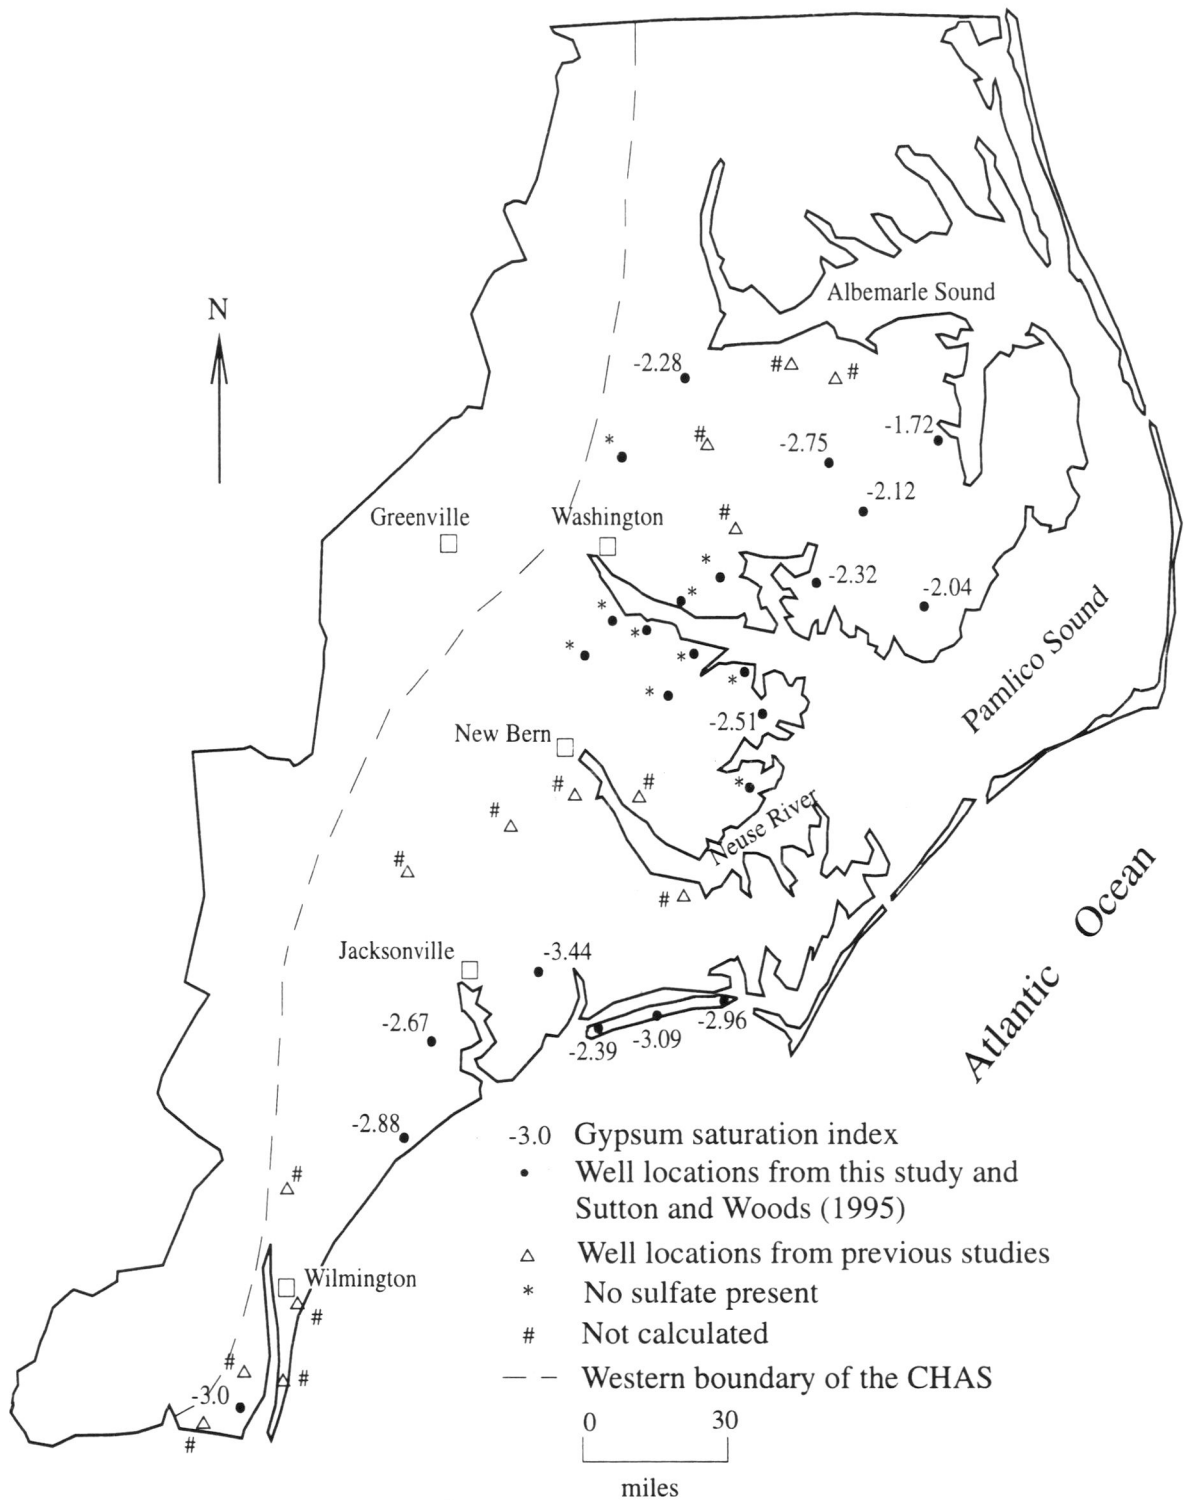 N
Albemarle Sound
-2.28
# #
*
#
-2.75
-1.72
-2.12
Greenville
Washington
#
*
*
-2.32
-2.04
*
*
*
*
*
*
-2.51
Pamlico Sound
New Bern
#
#
*
#
Neuse River
#
#
Atlantic Ocean
Jacksonville
-3.44
-2.67
-2.39
-3.09
-2.96
-2.88
#
Wilmington
#
#
#
-3.0
#
-3.0 Gypsum saturation index
• Well locations from this study and
Sutton and Woods (1995)
△ Well locations from previous studies
* No sulfate present
# Not calculated
— – Western boundary of the CHAS
0 30
miles